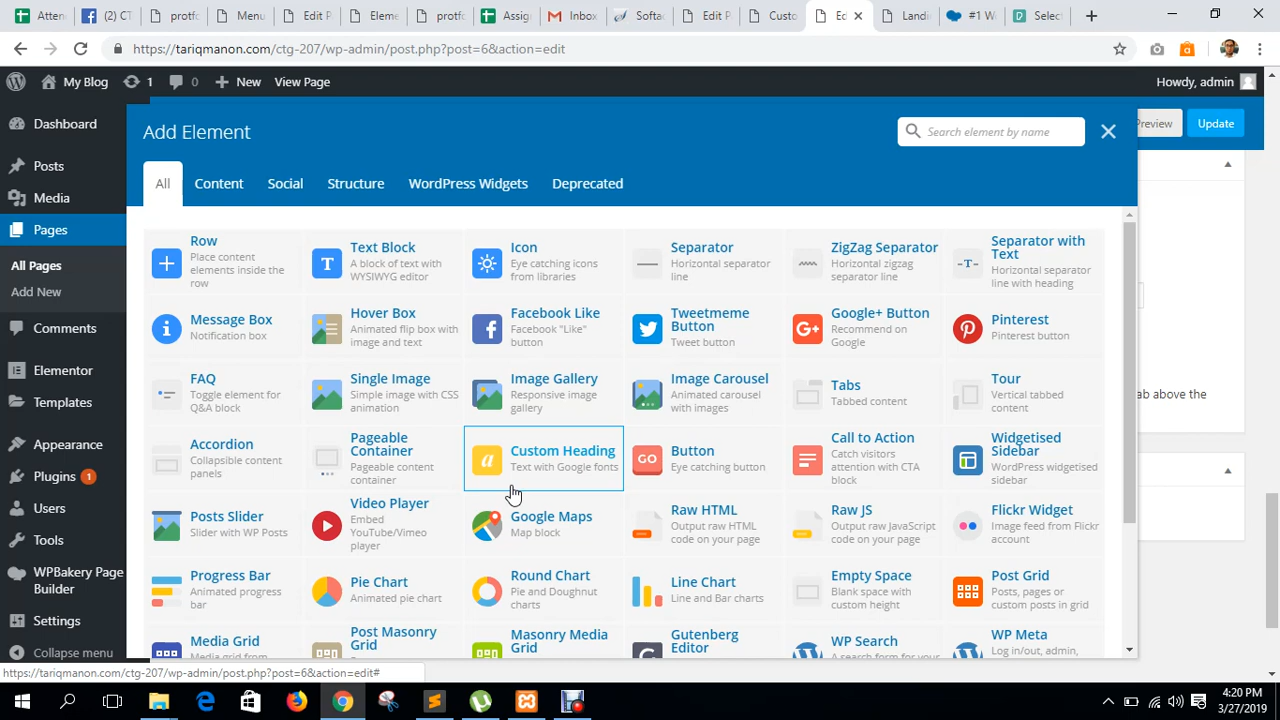 Atten
(CT
protfo
Menu
Edit P
Eleme
protfo
Assig
Inbox
Softac
Edit P
Custo
Ed
Landi
#1 W
Select
https://tariqmanon.com/ctg-207/wp-admin/post.php?post=6&action=edit
My Blog
1
0
New
View Page
Howdy, admin
Dashboard
Posts
Media
Pages
All Pages
Add New
Comments
Elementor
Templates
Appearance
Plugins 1
Users
Tools
WPBakery Page
Builder
Settings
Collapse menu
Add Element
Search element by name
Preview
Update
All
Content
Social
Structure
WordPress Widgets
Deprecated
Row
Place content
elements inside the
row
T
Text Block
A block of text with
WYSIWYG editor
Icon
Eye catching icons
from libraries
Separator
Horizontal separator
line
ZigZag Separator
Horizontal zigzag
separator line
-T-
Separator with
Text
Horizontal separator
line with heading
Message Box
Notification box
Hover Box
Animated flip box with
image and text
Facebook Like
Facebook "Like"
button
Tweetmeme
Button
Tweet button
G+
Google+ Button
Recommend on
Google
Pinterest
Pinterest button
FAQ
Toggle element for
Q&A block
Single Image
Simple image with CSS
animation
Image Gallery
Responsive image
gallery
Image Carousel
Animated carousel
with images
Tabs
Tabbed content
Tour
Vertical tabbed
content
ab above the
Accordion
Collapsible content
panels
Pageable
Container
Pageable content
container
a
Custom Heading
Text with Google fonts
GO
Button
Eye catching button
Call to Action
Catch visitors
attention with CTA
block
Widgetised
Sidebar
WordPress widgetised
sidebar
Posts Slider
Slider with WP Posts
Video Player
Embed
YouTube/Vimeo
player
Google Maps
Map block
Raw HTML
Output raw HTML
code on your page
Raw JS
Output raw JavaScript
code on your page
Flickr Widget
Image feed from Flickr
account
Progress Bar
Animated progress
bar
Pie Chart
Animated pie chart
Round Chart
Pie and Doughnut
charts
Line Chart
Line and Bar charts
Empty Space
Blank space with
custom height
Post Grid
Posts, pages or
custom posts in grid
Media Grid
Media grid from
Post Masonry
Grid
Masonry Media
Grid
Gutenberg
Editor
WP Search
A search form for your
WP Meta
Log in/out, admin,
https://tariqmanon.com/ctg-207/wp-admin/post.php?post=6&action=edit#
4:20 PM
3/27/2019